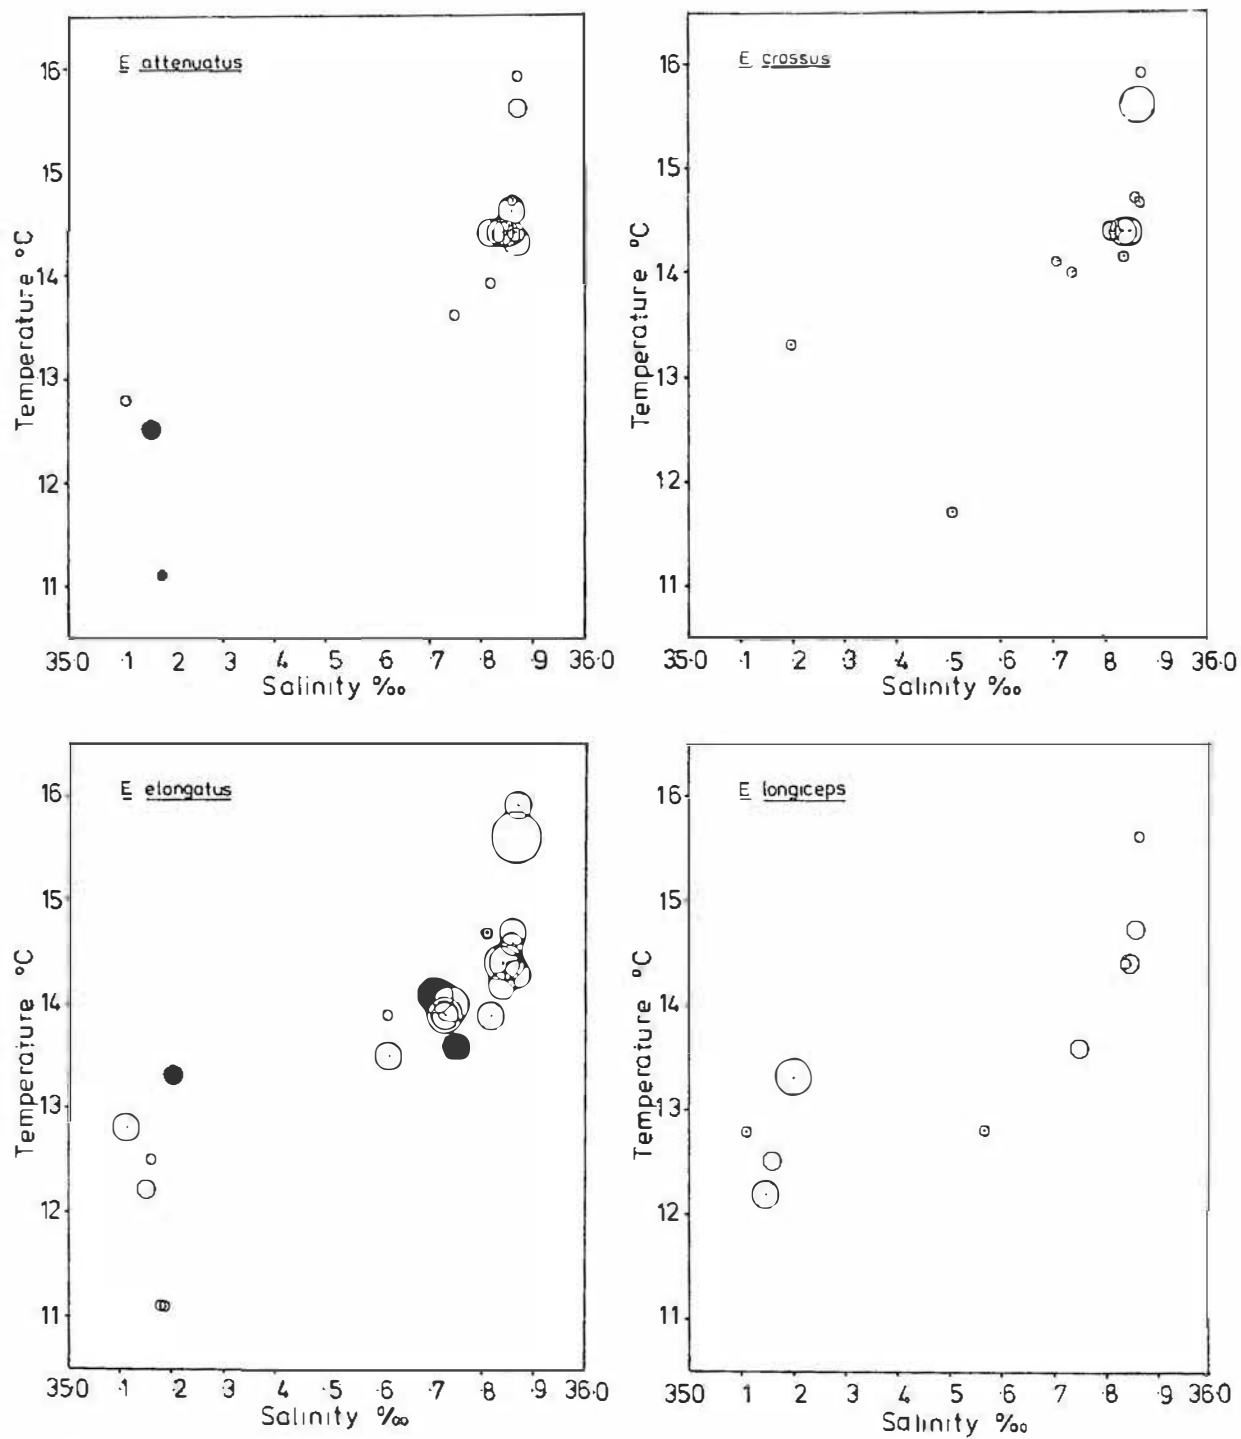 E attenuatus
16
15
14
13
12
11
Temperature °C
35·0 ·1 2 ·3 ·4 ·5 ·6 ·7 ·8 ·9 36·0
Salinity ‰
E crossus
16
15
14
13
12
11
Temperature °C
35·0 ·1 ·2 ·3 ·4 ·5 ·6 ·7 8 ·9 36·0
Salinity ‰
E elongatus
16
15
14
13
12
11
Temperature °C
35·0 ·1 ·2 ·3 4 ·5 ·6 ·7 ·8 ·9 36·0
Salinity ‰
E longiceps
16
15
14
13
12
11
Temperature °C
35·0 1 2 ·3 4 ·5 6 ·7 ·8 ·9 36·0
Salinity ‰